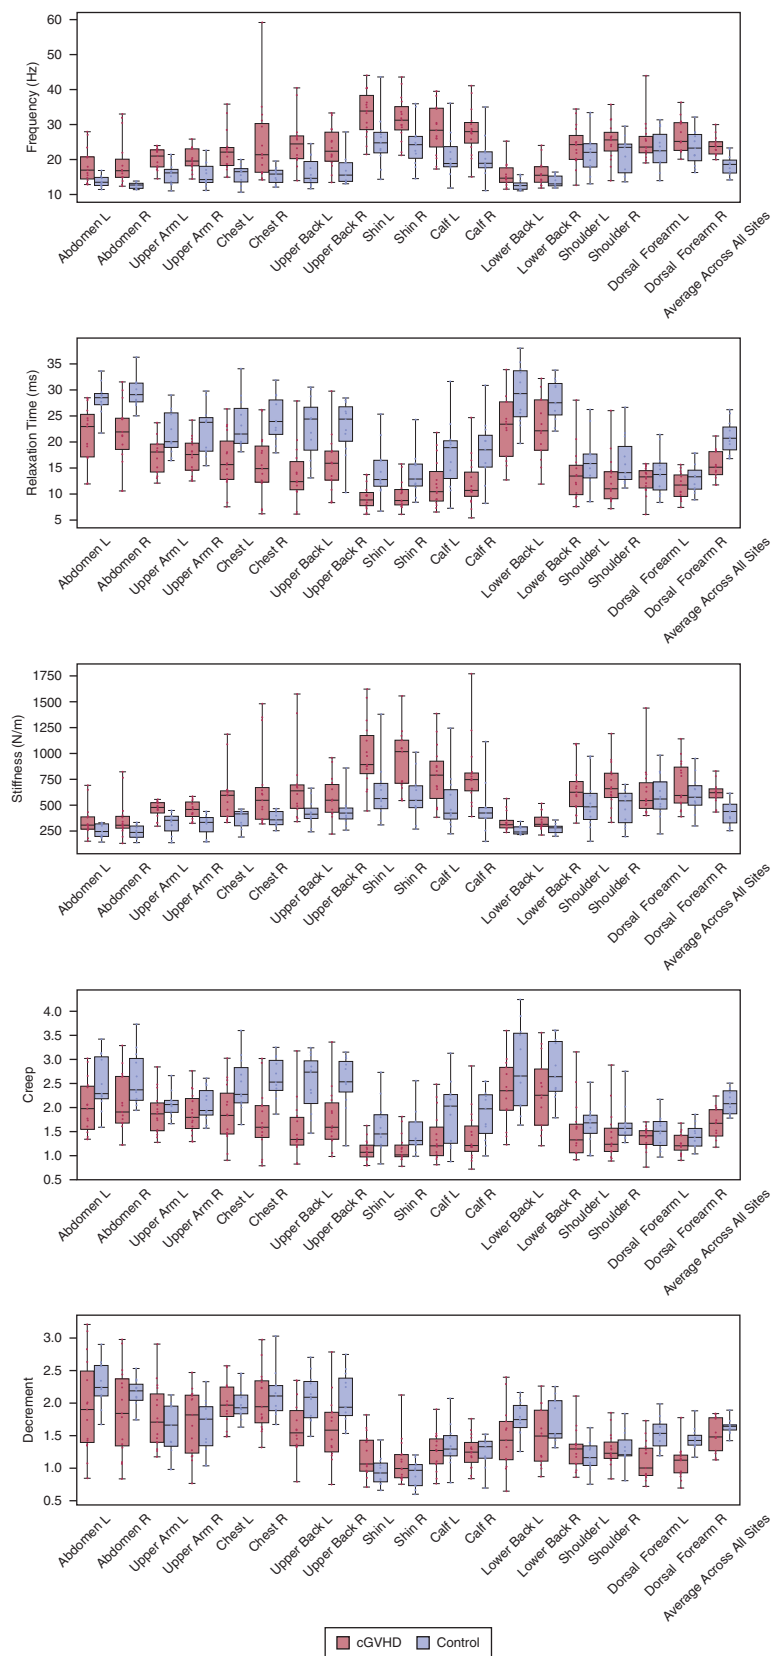 Frequency (Hz)
60
50
40
30
20
10
Abdomen L
Abdomen R
Upper Arm L
Upper Arm R
Chest L
Chest R
Upper Back L
Upper Back R
Shin L
Shin R
Calf L
Calf R
Lower Back L
Lower Back R
Shoulder L
Shoulder R
Dorsal Forearm L
Dorsal Forearm R
Average Across All Sites
Relaxation Time (ms)
35
30
25
20
15
10
5
Abdomen L
Abdomen R
Upper Arm L
Upper Arm R
Chest L
Chest R
Upper Back L
Upper Back R
Shin L
Shin R
Calf L
Calf R
Lower Back L
Lower Back R
Shoulder L
Shoulder R
Dorsal Forearm L
Dorsal Forearm R
Average Across All Sites
Stiffness (N/m)
1750
1500
1250
1000
750
500
250
Abdomen L
Abdomen R
Upper Arm L
Upper Arm R
Chest L
Chest R
Upper Back L
Upper Back R
Shin L
Shin R
Calf L
Calf R
Lower Back L
Lower Back R
Shoulder L
Shoulder R
Dorsal Forearm L
Dorsal Forearm R
Average Across All Sites
Creep
4.0
3.5
3.0
2.5
2.0
1.5
1.0
0.5
Abdomen L
Abdomen R
Upper Arm L
Upper Arm R
Chest L
Chest R
Upper Back L
Upper Back R
Shin L
Shin R
Calf L
Calf R
Lower Back L
Lower Back R
Shoulder L
Shoulder R
Dorsal Forearm L
Dorsal Forearm R
Average Across All Sites
Decrement
3.0
2.5
2.0
1.5
1.0
0.5
Abdomen L
Abdomen R
Upper Arm L
Upper Arm R
Chest L
Chest R
Upper Back L
Upper Back R
Shin L
Shin R
Calf L
Calf R
Lower Back L
Lower Back R
Shoulder L
Shoulder R
Dorsal Forearm L
Dorsal Forearm R
Average Across All Sites
cGVHD Control